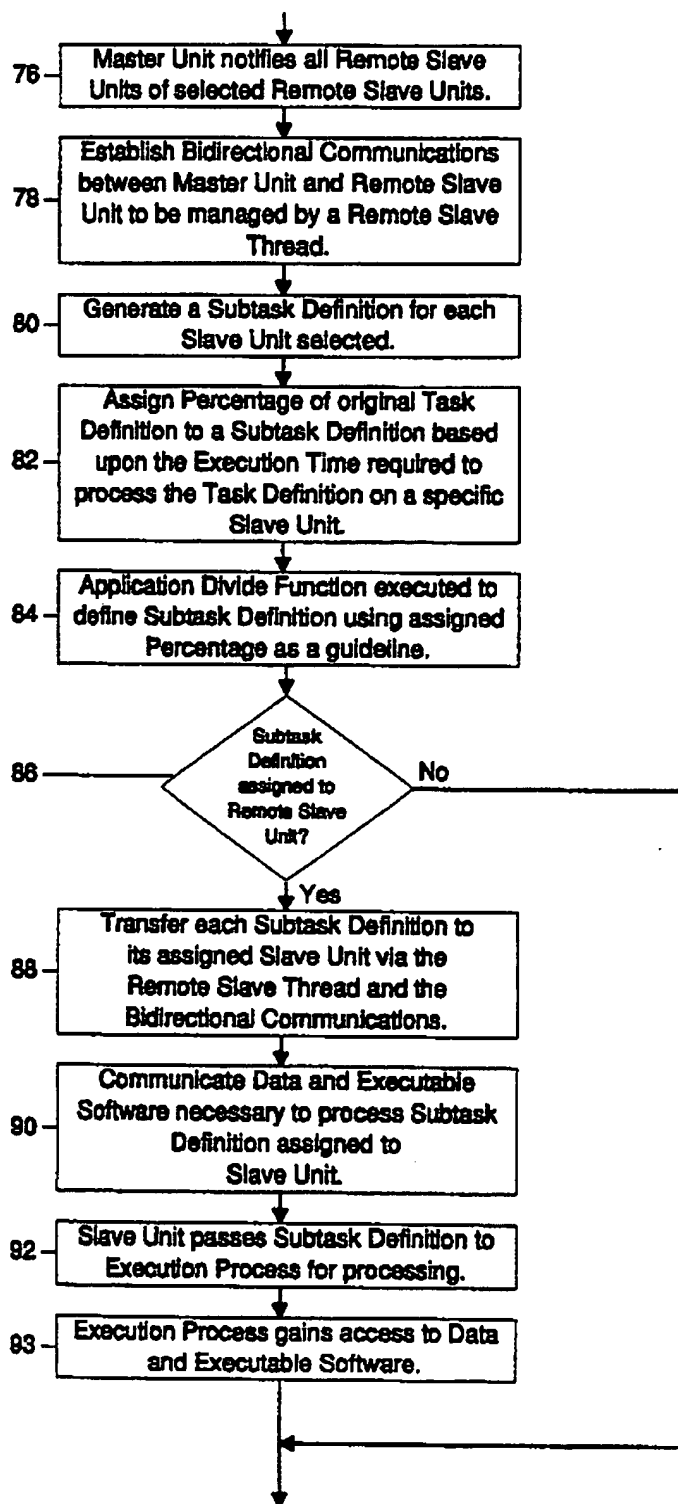 76
Master Unit notifies all Remote Slave
Units of selected Remote Slave Units.
Establish Bidirectional Communications
between Master Unit and Remote Slave
78
Unit to be managed by a Remote Slave
Thread.
80
Generate a Subtask Definition for each
Slave Unit selected.
Assign Percentage of original Task
Definition to a Subtask Definition based
82
upon the Execution Time required to
process the Task Definition on a specific
Slave Unit.
Application Divide Function executed to
84
define Subtask Definition using assigned
Percentage as a guideline.
Subtask
Definition
86
assigned to
No
Remote Slave
Unit?
Yes
Transfer each Subtask Definition to
its assigned Slave Unit via the
88
Remote Slave Thread and the
Bidirectional Communications.
Communicate Data and Executable
Software necessary to process Subtask
90
Definition assigned to
Slave Unit.
92
Slave Unit passes Subtask Definition to
Execution Process for processing.
93
Execution Process gains access to Data
and Executable Software.